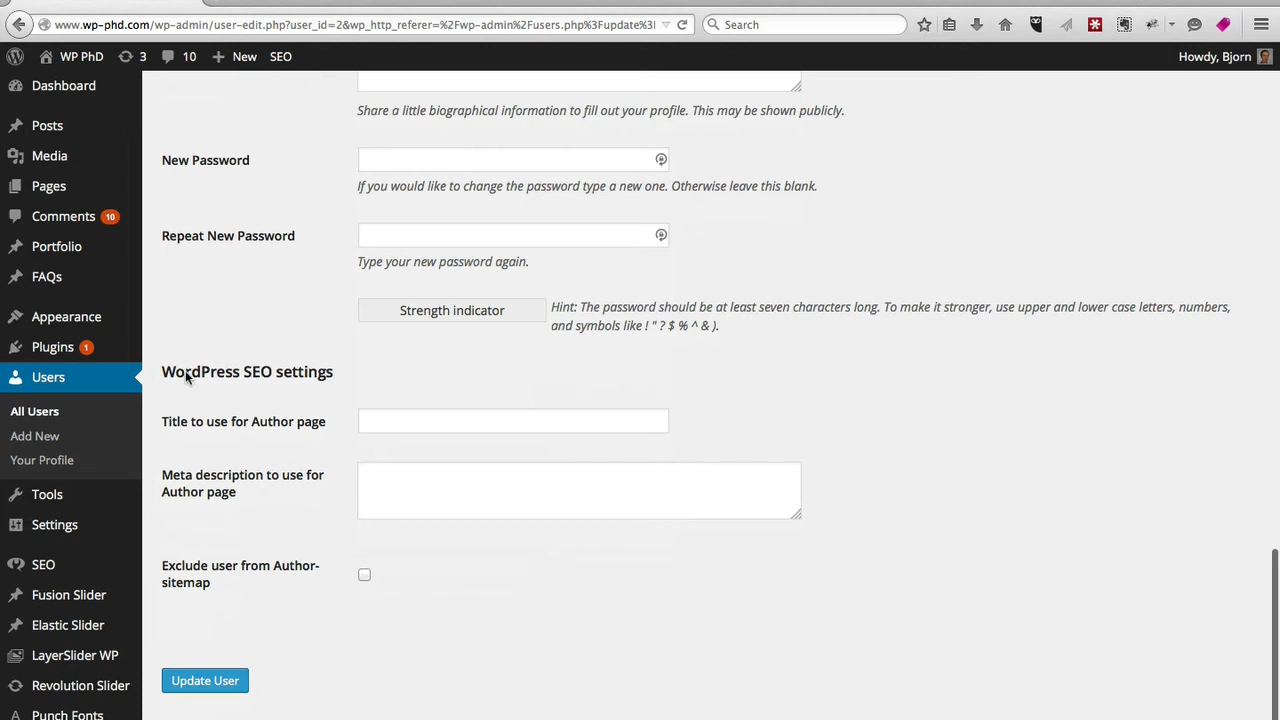 www.wp-phd.com/wp-admin/user-edit.php?user_id=2&wp_http_referer=%2Fwp-admin%2Fusers.php%3Fupdate%3
Search
WP PhD
3
10
New
SEO
Howdy, Bjorn
Dashboard
Posts
Media
Pages
Comments 10
Portfolio
FAQs
Appearance
Plugins 1
Users
All Users
Add New
Your Profile
Tools
Settings
SEO
Fusion Slider
Elastic Slider
LayerSlider WP
Revolution Slider
Punch Fonts
Share a little biographical information to fill out your profile. This may be shown publicly.
New Password
If you would like to change the password type a new one. Otherwise leave this blank.
Repeat New Password
Type your new password again.
Strength indicator
Hint: The password should be at least seven characters long. To make it stronger, use upper and lower case letters, numbers,
and symbols like ! " ? $ % ^ & ).
WordPress SEO settings
Title to use for Author page
Meta description to use for
Author page
Exclude user from Author-
sitemap
Update User